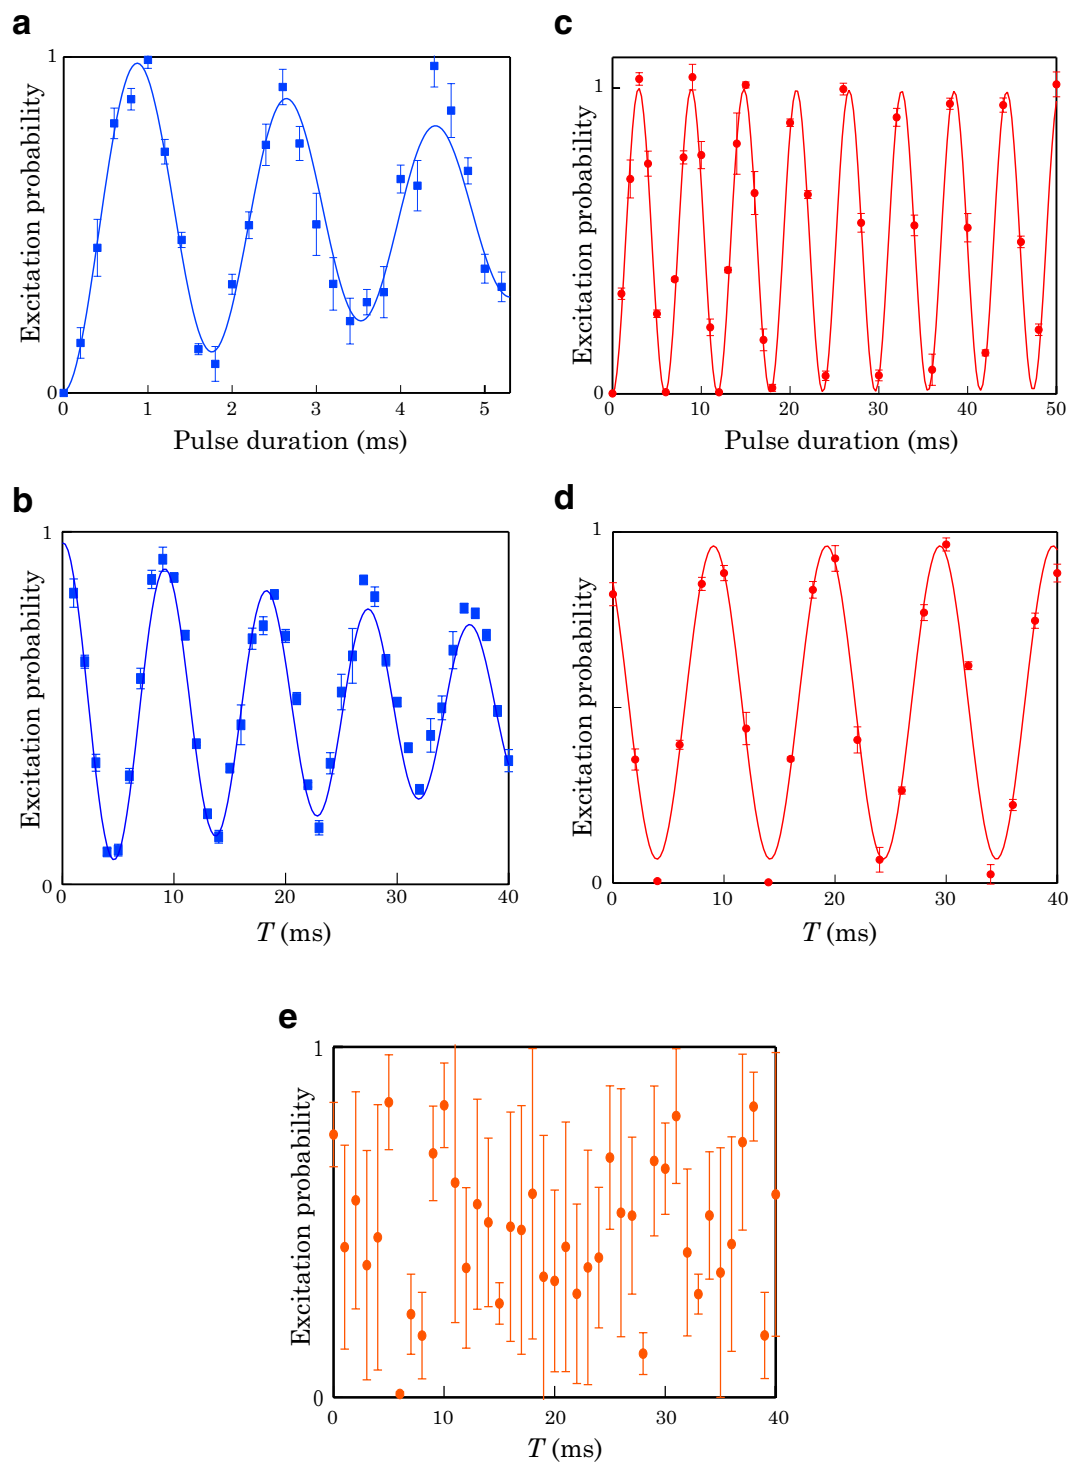 a
1
Excitation probability
0
0 1 2 3 4 5
Pulse duration (ms)
c
1
Excitation probability
0
0 10 20 30 40 50
Pulse duration (ms)
b
1
Excitation probability
0
0 10 20 30 40
T (ms)
d
1
Excitation probability
0
0 10 20 30 40
T (ms)
e
1
Excitation probability
0
0 10 20 30 40
T (ms)